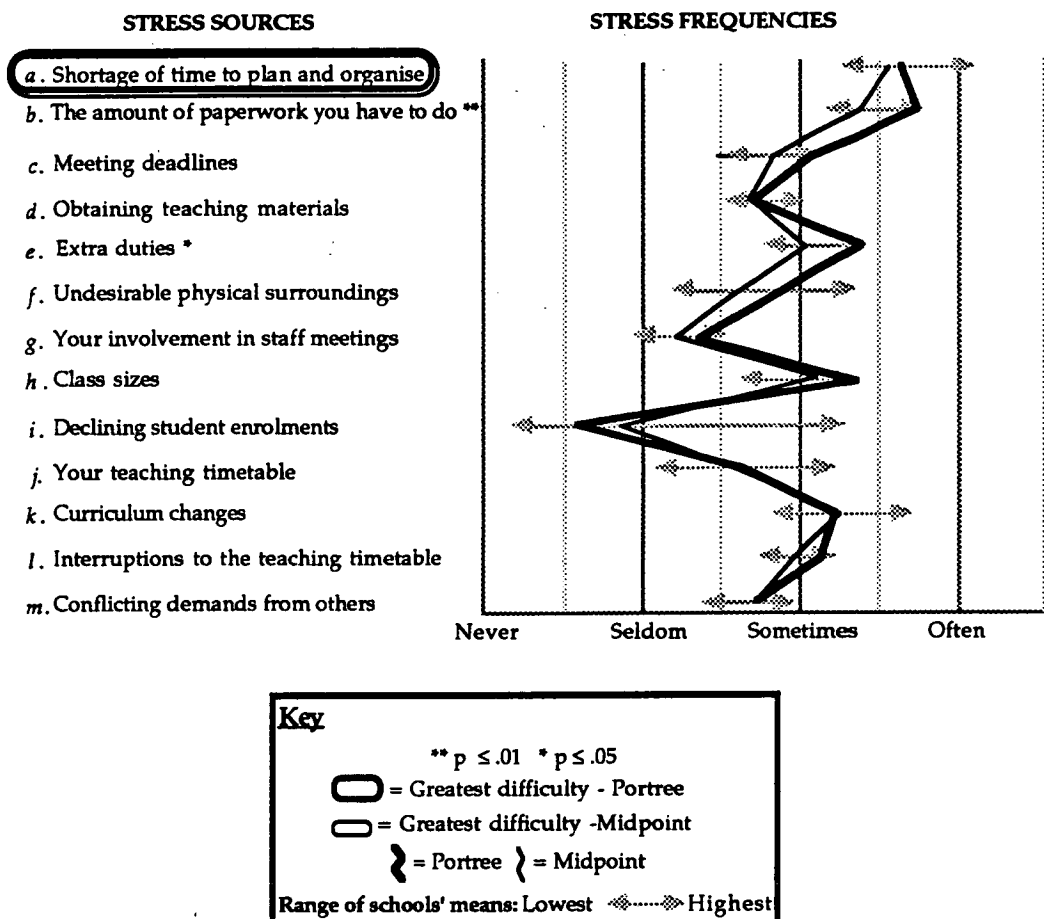 STRESS SOURCES
STRESS FREQUENCIES
a. Shortage of time to plan and organise
b. The amount of paperwork you have to do **
c. Meeting deadlines
d. Obtaining teaching materials
e. Extra duties *
f. Undesirable physical surroundings
g. Your involvement in staff meetings
h. Class sizes
i. Declining student enrolments
j. Your teaching timetable
k. Curriculum changes
l. Interruptions to the teaching timetable
m. Conflicting demands from others
Never Seldom Sometimes Often
Key
** p ≤ .01 * p ≤ .05
= Greatest difficulty - Portree
= Greatest difficulty -Midpoint
= Portree = Midpoint
Range of schools' means: Lowest Highest